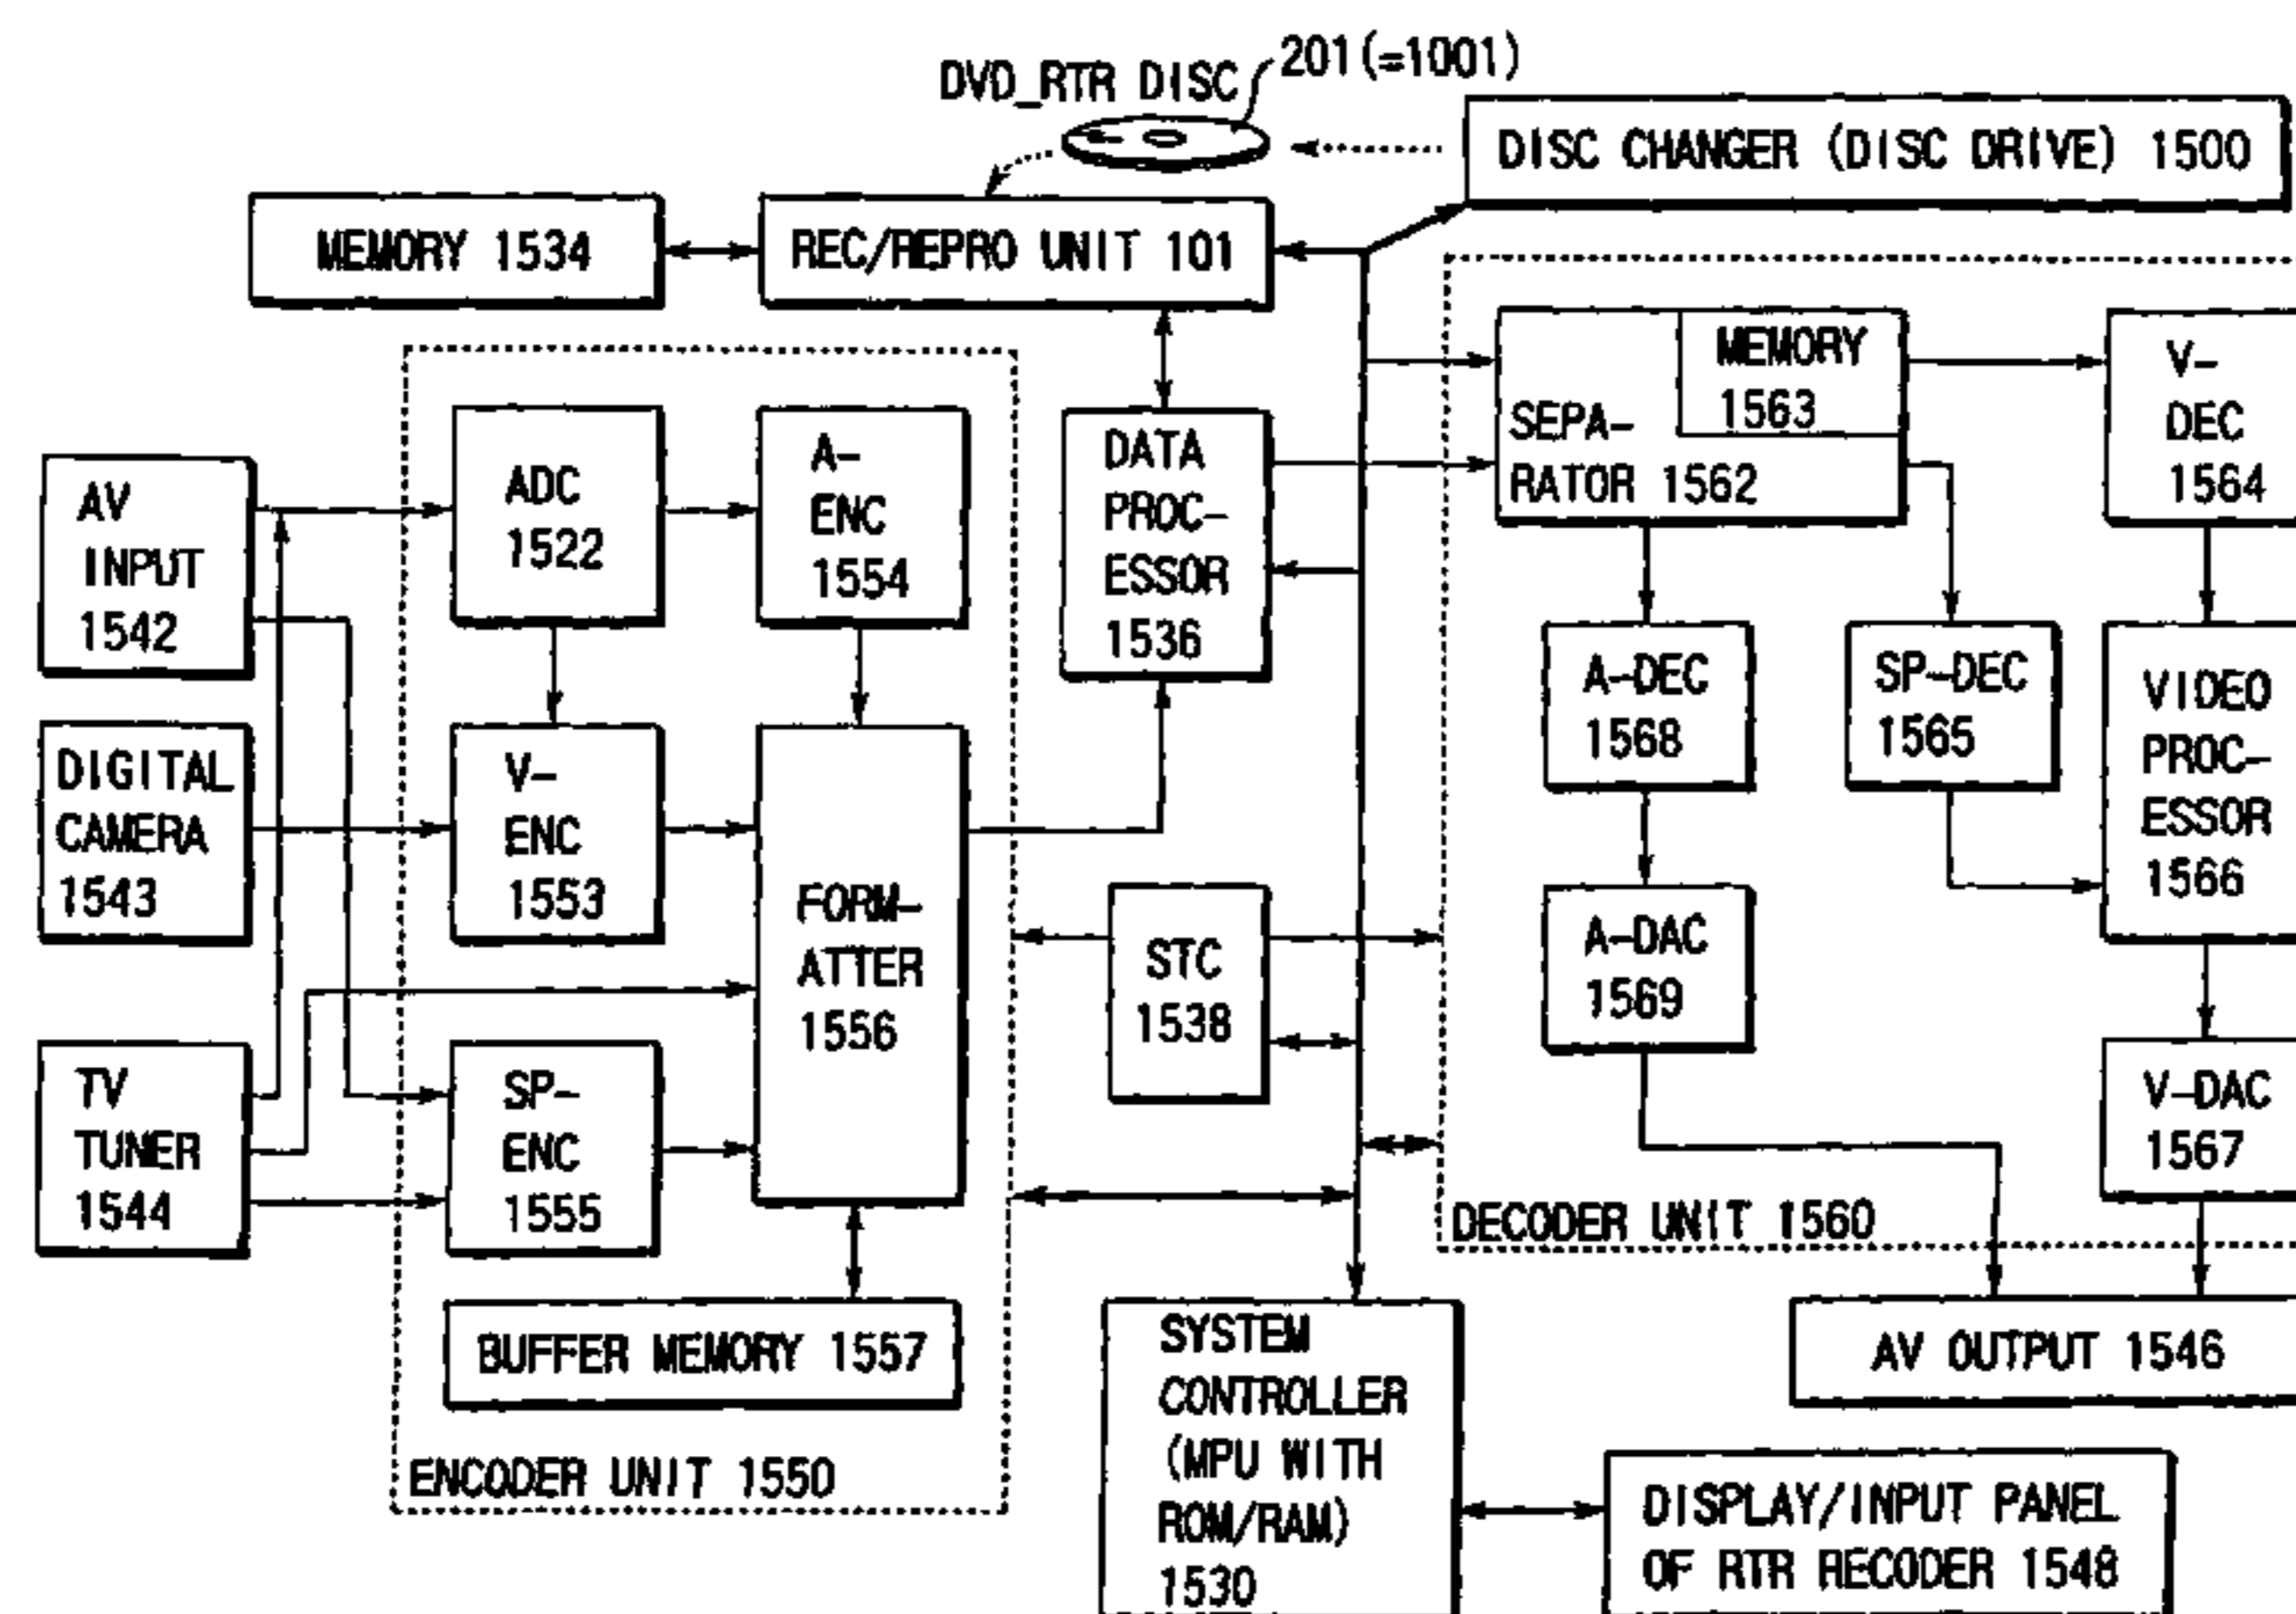 DVD_RTR DISC
201(=1001)
DISC CHANGER (DISC DRIVE) 1500
MEMORY 1534
REC/REPRO UNIT 101
AV
INPUT
1542
DIGITAL
CAMERA
1543
TV
TUNER
1544
ADC
1522
A-
ENC
1554
V-
ENC
1553
SP-
ENC
1555
FORM-
ATTER
1556
BUFFER MEMORY 1557
ENCODER UNIT 1550
DATA
PROC-
ESSOR
1536
STC
1538
SEPA-
RATOR 1562
MEMORY
1563
V-
DEC
1564
A-DEC
1568
SP-DEC
1565
VIDEO
PROC-
ESSOR
1566
A-DAC
1569
V-DAC
1567
DECODER UNIT 1560
AV OUTPUT 1546
SYSTEM
CONTROLLER
(MPU WITH
ROM/RAM)
1530
DISPLAY/INPUT PANEL
OF RTR RECODER 1548